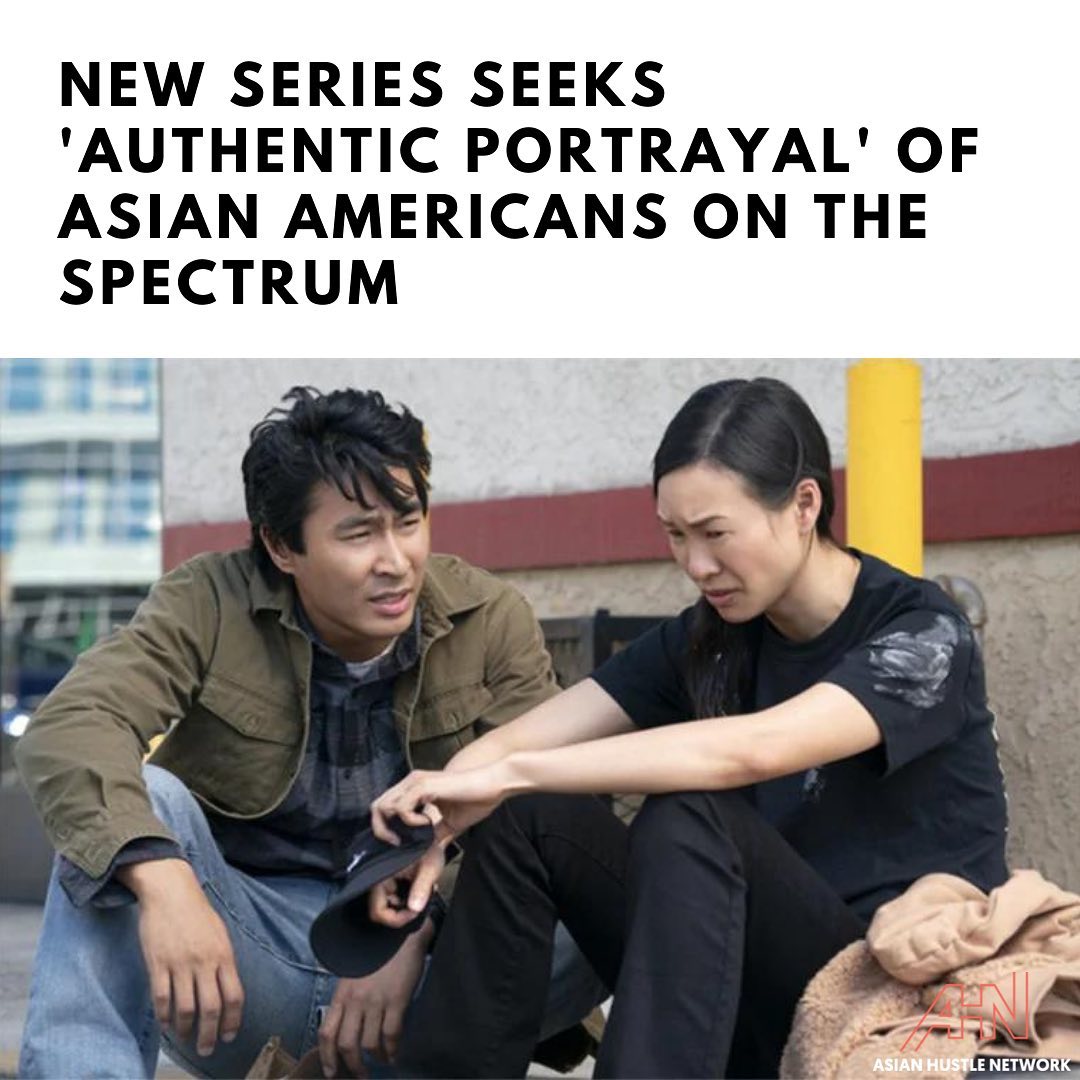 NEW SERIES SEEKS
'AUTHENTIC PORTRAYAL' OF
ASIAN AMERICANS ON THE
SPECTRUM
AHN
ASIAN HUSTLE NETWORK